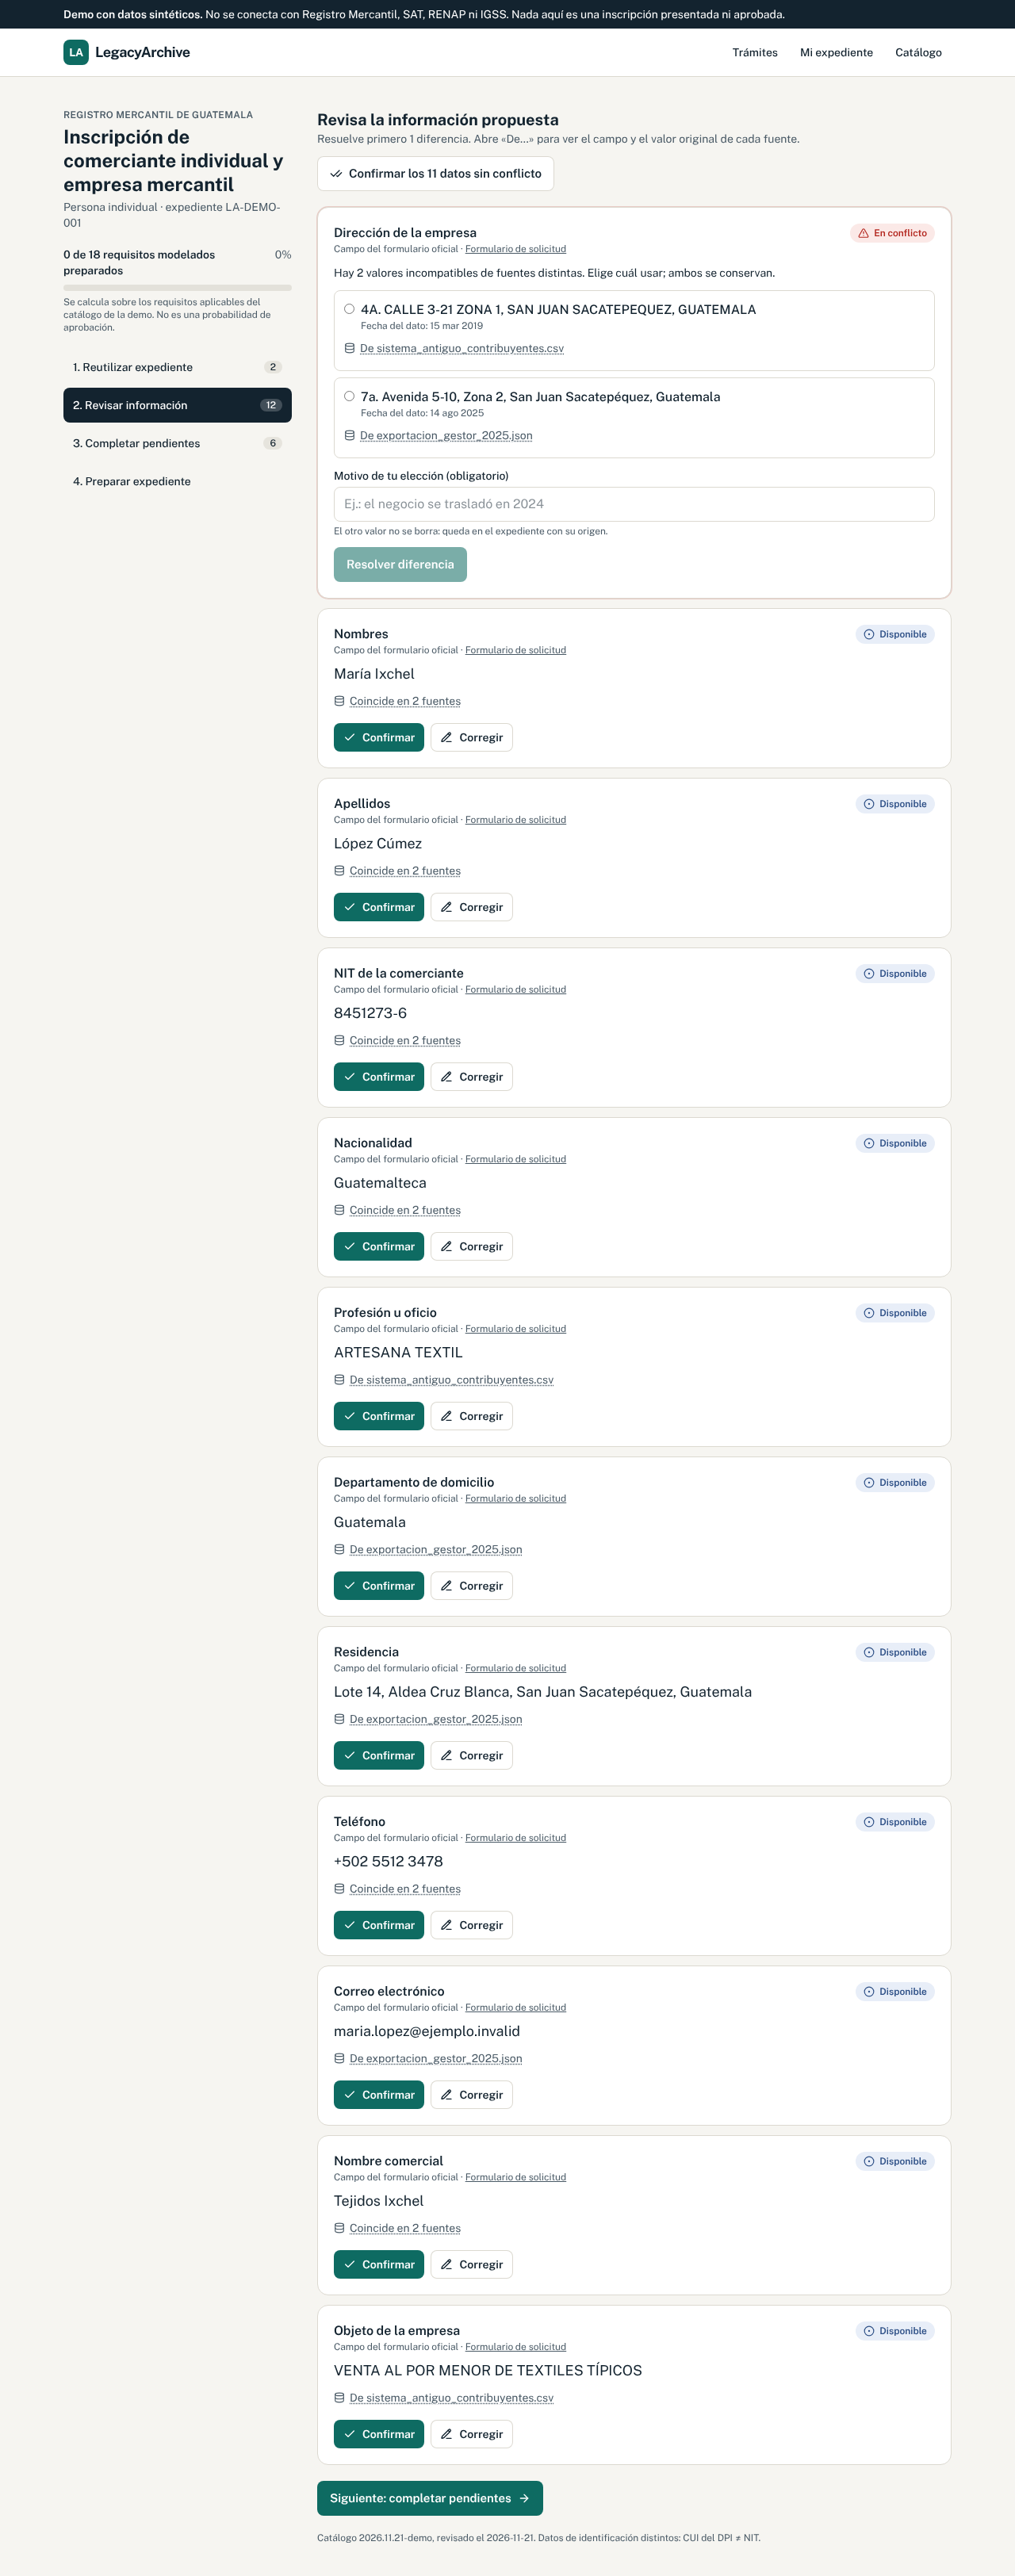 Demo con datos sintéticos. No se conecta con Registro Mercantil, SAT, RENAP ni IGSS. Nada aquí es una inscripción presentada ni aprobada.
LA LegacyArchive
Trámites Mi expediente Catálogo
REGISTRO MERCANTIL DE GUATEMALA
Inscripción de
comerciante individual y
empresa mercantil
Persona individual · expediente LA-DEMO-
001
0 de 18 requisitos modelados
preparados
0%
Se calcula sobre los requisitos aplicables del
catálogo de la demo. No es una probabilidad de
aprobación.
1. Reutilizar expediente 2
2. Revisar información 12
3. Completar pendientes 6
4. Preparar expediente
Revisa la información propuesta
Resuelve primero 1 diferencia. Abre «De...» para ver el campo y el valor original de cada fuente.
Confirmar los 11 datos sin conflicto
Dirección de la empresa
En conflicto
Campo del formulario oficial · Formulario de solicitud
Hay 2 valores incompatibles de fuentes distintas. Elige cuál usar; ambos se conservan.
4A. CALLE 3-21 ZONA 1, SAN JUAN SACATEPEQUEZ, GUATEMALA
Fecha del dato: 15 mar 2019
De sistema_antiguo_contribuyentes.csv
7a. Avenida 5-10, Zona 2, San Juan Sacatepéquez, Guatemala
Fecha del dato: 14 ago 2025
De exportacion_gestor_2025.json
Motivo de tu elección (obligatorio)
Ej.: el negocio se trasladó en 2024
El otro valor no se borra: queda en el expediente con su origen.
Resolver diferencia
Nombres
Disponible
Campo del formulario oficial · Formulario de solicitud
María Ixchel
Coincide en 2 fuentes
Confirmar Corregir
Apellidos
Disponible
Campo del formulario oficial · Formulario de solicitud
López Cúmez
Coincide en 2 fuentes
Confirmar Corregir
NIT de la comerciante
Disponible
Campo del formulario oficial · Formulario de solicitud
8451273-6
Coincide en 2 fuentes
Confirmar Corregir
Nacionalidad
Disponible
Campo del formulario oficial · Formulario de solicitud
Guatemalteca
Coincide en 2 fuentes
Confirmar Corregir
Profesión u oficio
Disponible
Campo del formulario oficial · Formulario de solicitud
ARTESANA TEXTIL
De sistema_antiguo_contribuyentes.csv
Confirmar Corregir
Departamento de domicilio
Disponible
Campo del formulario oficial · Formulario de solicitud
Guatemala
De exportacion_gestor_2025.json
Confirmar Corregir
Residencia
Disponible
Campo del formulario oficial · Formulario de solicitud
Lote 14, Aldea Cruz Blanca, San Juan Sacatepéquez, Guatemala
De exportacion_gestor_2025.json
Confirmar Corregir
Teléfono
Disponible
Campo del formulario oficial · Formulario de solicitud
+502 5512 3478
Coincide en 2 fuentes
Confirmar Corregir
Correo electrónico
Disponible
Campo del formulario oficial · Formulario de solicitud
maria.lopez@ejemplo.invalid
De exportacion_gestor_2025.json
Confirmar Corregir
Nombre comercial
Disponible
Campo del formulario oficial · Formulario de solicitud
Tejidos Ixchel
Coincide en 2 fuentes
Confirmar Corregir
Objeto de la empresa
Disponible
Campo del formulario oficial · Formulario de solicitud
VENTA AL POR MENOR DE TEXTILES TÍPICOS
De sistema_antiguo_contribuyentes.csv
Confirmar Corregir
Siguiente: completar pendientes →
Catálogo 2026.11.21-demo, revisado el 2026-11-21. Datos de identificación distintos: CUI del DPI ≠ NIT.